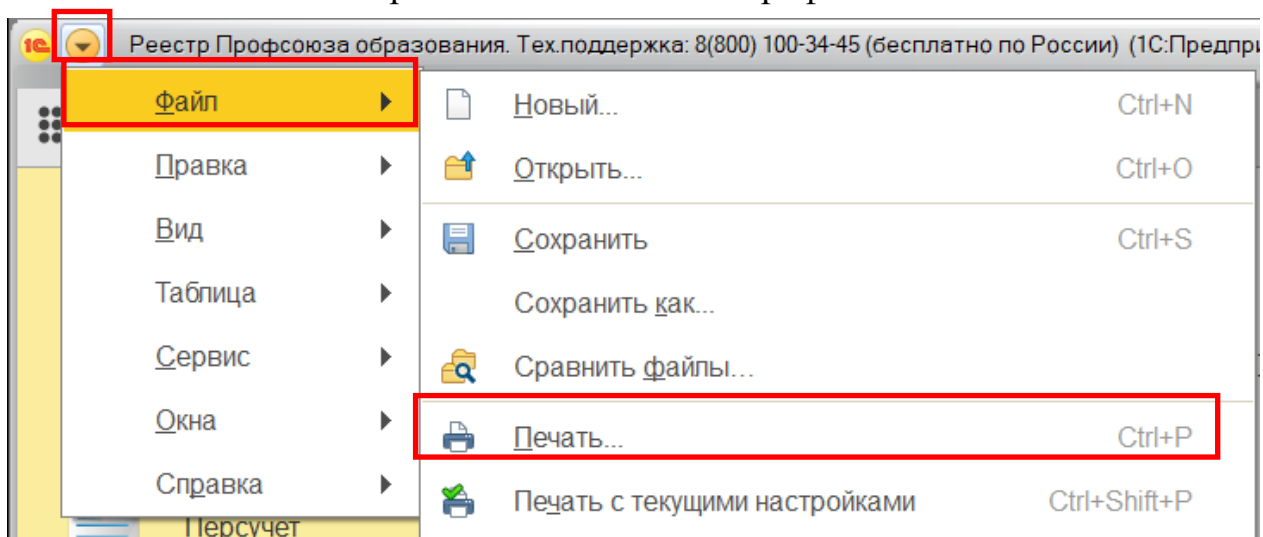 1С Реестр Профсоюза образования. Тех.поддержка: 8(800) 100-34-45 (бесплатно по России) (1С:Предпри
Файл
Правка
Вид
Таблица
Сервис
Окна
Справка
Персучет
Новый... Ctrl+N
Открыть... Ctrl+O
Сохранить Ctrl+S
Сохранить как...
Сравнить файлы...
Печать... Ctrl+P
Печать с текущими настройками Ctrl+Shift+P